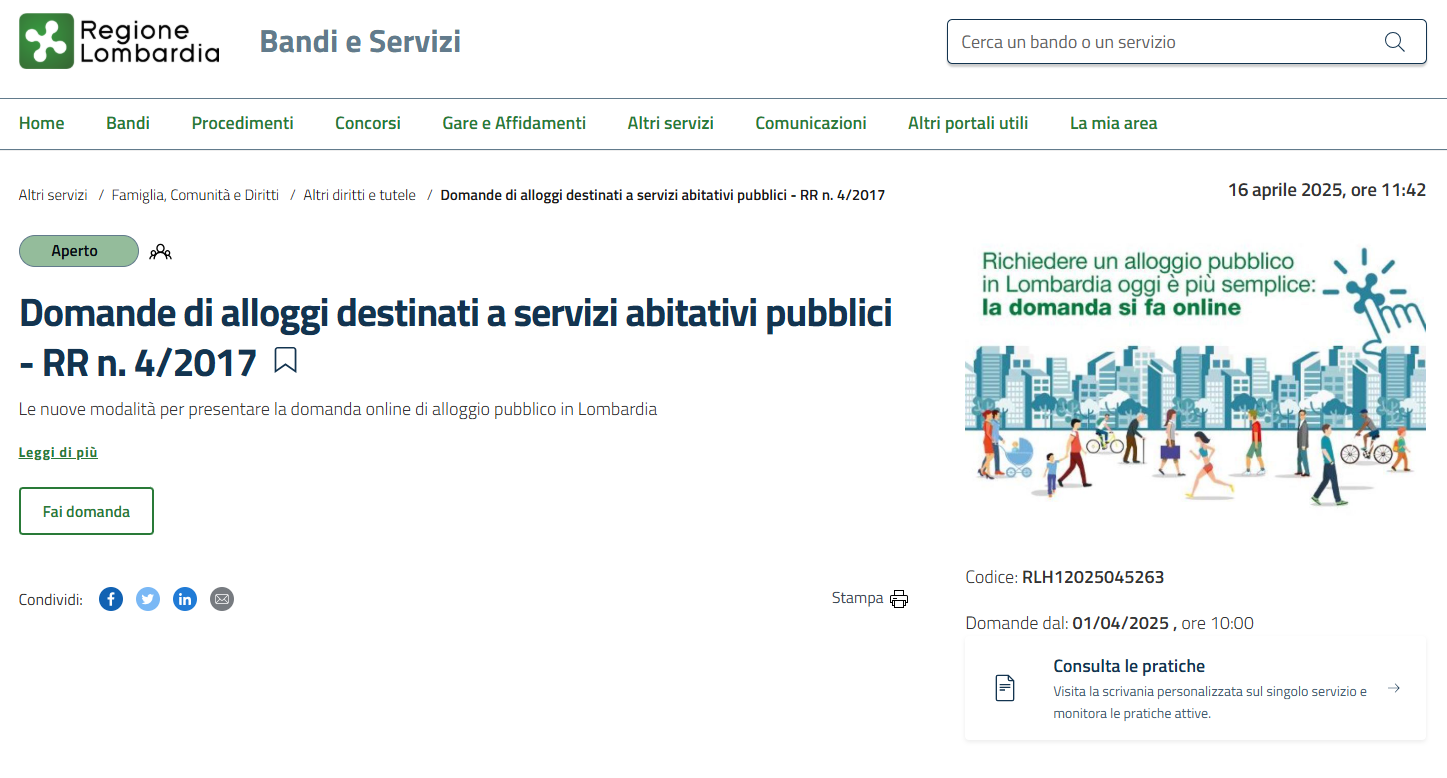 Regione
Lombardia
Bandi e Servizi
Cerca un bando o un servizio
Home
Bandi
Procedimenti
Concorsi
Gare e Affidamenti
Altri servizi
Comunicazioni
Altri portali utili
La mia area
Altri servizi / Famiglia, Comunità e Diritti / Altri diritti e tutele / Domande di alloggi destinati a servizi abitativi pubblici - RR n. 4/2017
16 aprile 2025, ore 11:42
Aperto
Domande di alloggi destinati a servizi abitativi pubblici
- RR n. 4/2017
Le nuove modalità per presentare la domanda online di alloggio pubblico in Lombardia
Leggi di più
Fai domanda
Condividi:
Stampa
Richiedere un alloggio pubblico
in Lombardia oggi è più semplice:
la domanda si fa online
Codice: RLH12025045263
Domande dal: 01/04/2025 , ore 10:00
Consulta le pratiche
Visita la scrivania personalizzata sul singolo servizio e
monitora le pratiche attive.